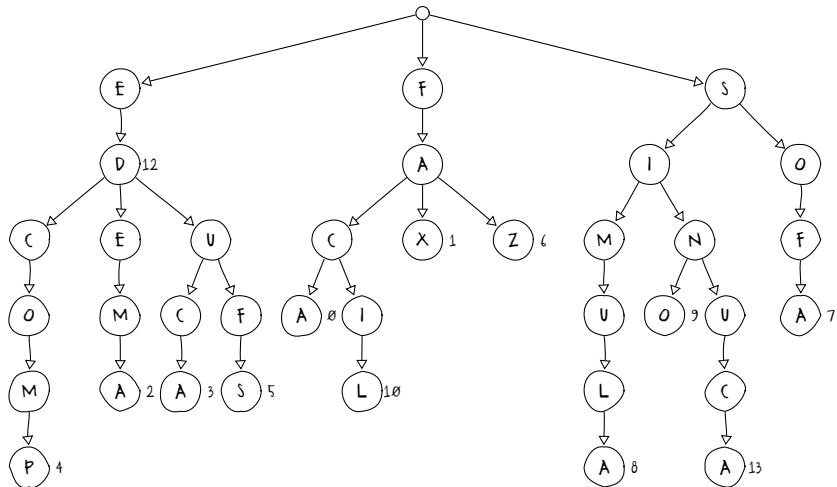 E F S
D 12 A I O
C E U C X 1 Z 6 M N F
O M C F A 0 I U O 9 U A 7
M A 2 A 3 S 5 L 10 L C
P 4 A 8 A 13